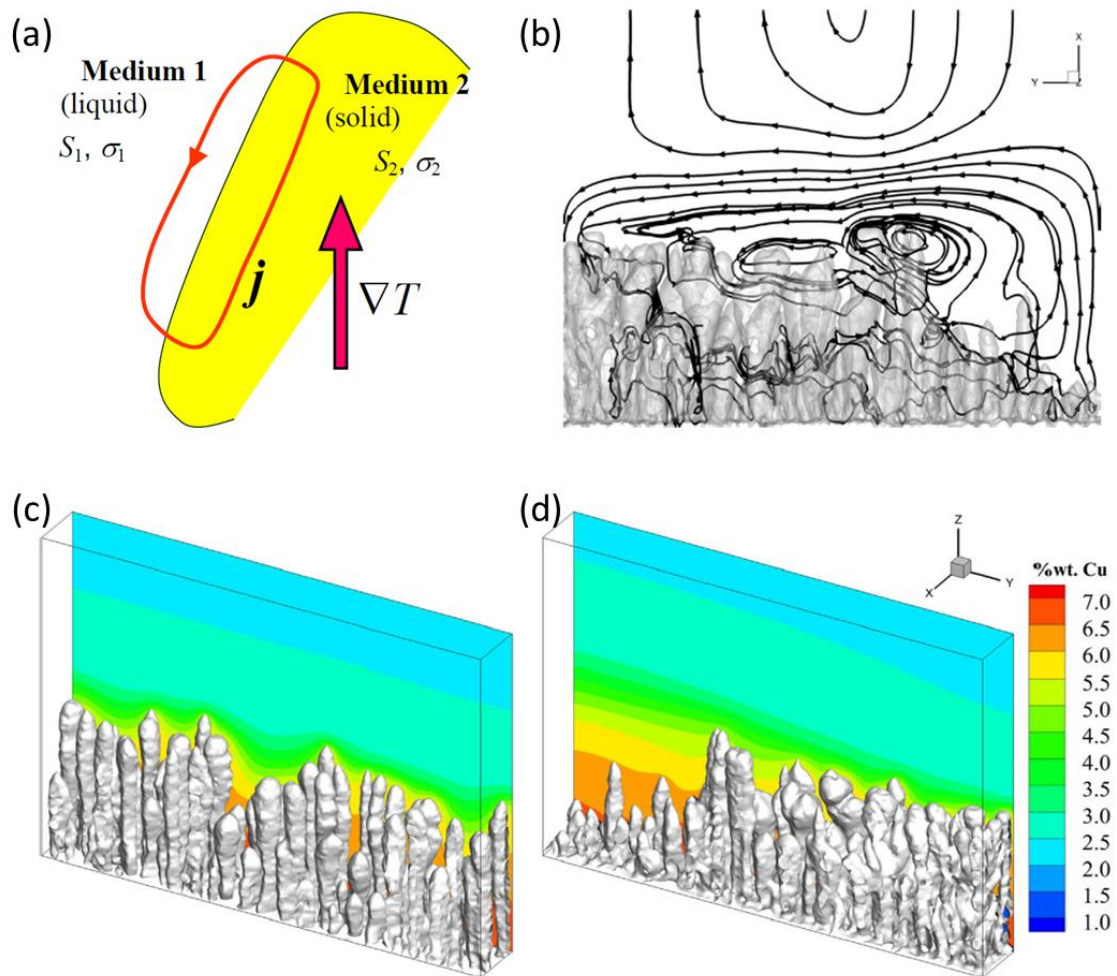 (a)
Medium 1
(liquid)
S₁, σ₁
Medium 2
(solid)
S₂, σ₂
j
∇T
(b)
X
Y
Z
(c)
(d)
Z
X
Y
%wt. Cu
7.0
6.5
6.0
5.5
5.0
4.5
4.0
3.5
3.0
2.5
2.0
1.5
1.0